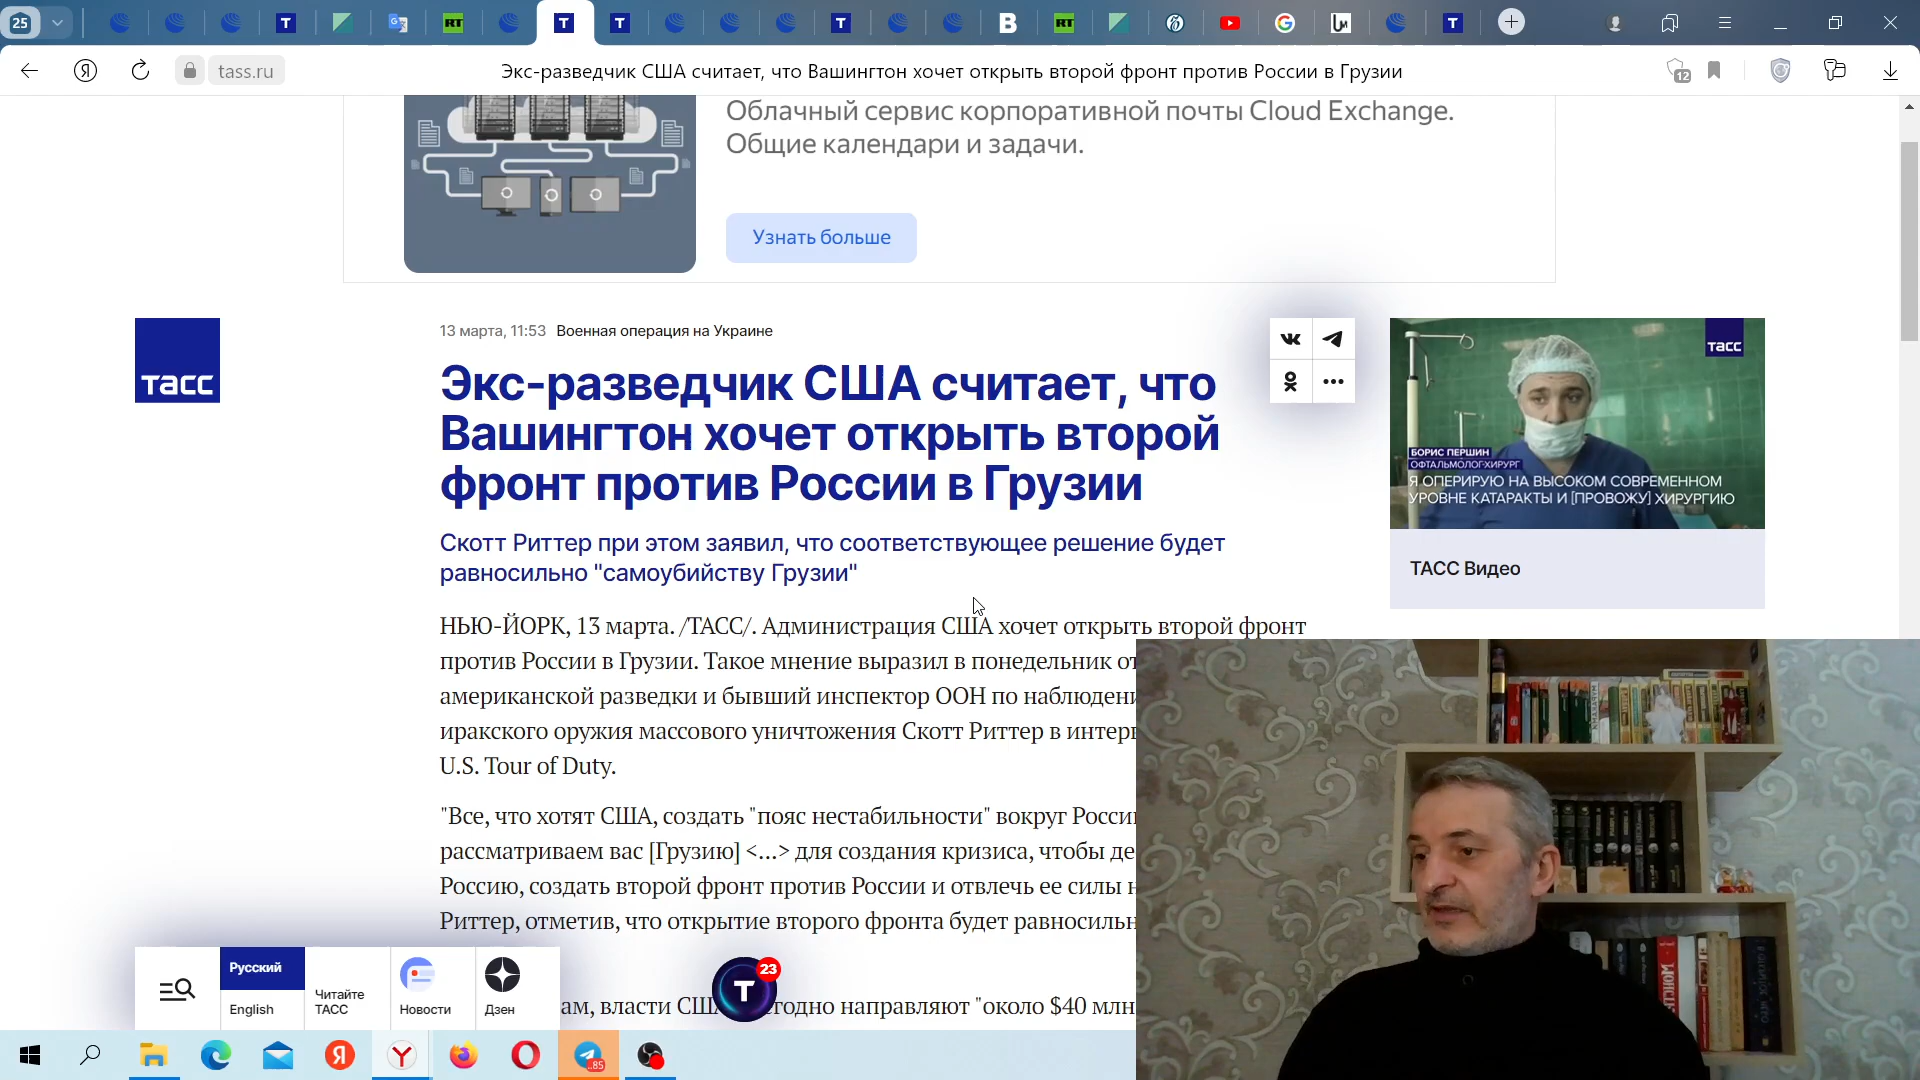 25
tass.ru
Экс-разведчик США считает, что Вашингтон хочет открыть второй фронт против России в Грузии
12
Облачный сервис корпоративной почты Cloud Exchange.
Общие календари и задачи.
Узнать больше
ТАСС
13 марта, 11:53 Военная операция на Украине
Экс-разведчик США считает, что
Вашингтон хочет открыть второй
фронт против России в Грузии
Скотт Риттер при этом заявил, что соответствующее решение будет
равносильно "самоубийству Грузии"
НЬЮ-ЙОРК, 13 марта. /ТАСС/. Администрация США хочет открыть второй фронт
против России в Грузии. Такое мнение выразил в понедельник
американской разведки и бывший инспектор ООН по
иракского оружия массового уничтожения Скотт Риттер в
U.S. Tour of Duty.
"Все, что хотят США, создать "пояс нестабильности" вокруг
рассматриваем вас [Грузию] <...> для создания кризиса, чтобы
Россию, создать второй фронт против России и отвлечь ее силы
Риттер, отметив, что открытие второго фронта будет
власти США направляют "около $40 млн
ТАСС
БОРИС ПЕРШИН
ОФТАЛЬМОЛОГ-ХИРУРГ
Я ОПЕРИРУЮ НА ВЫСОКОМ СОВРЕМЕННОМ
УРОВНЕ КАТАРАКТЫ И [ПРОВОЖУ] ХИРУРГИЮ
ТАСС Видео
Русский
English
Читайте
ТАСС
Новости
Дзен
T
23
..85